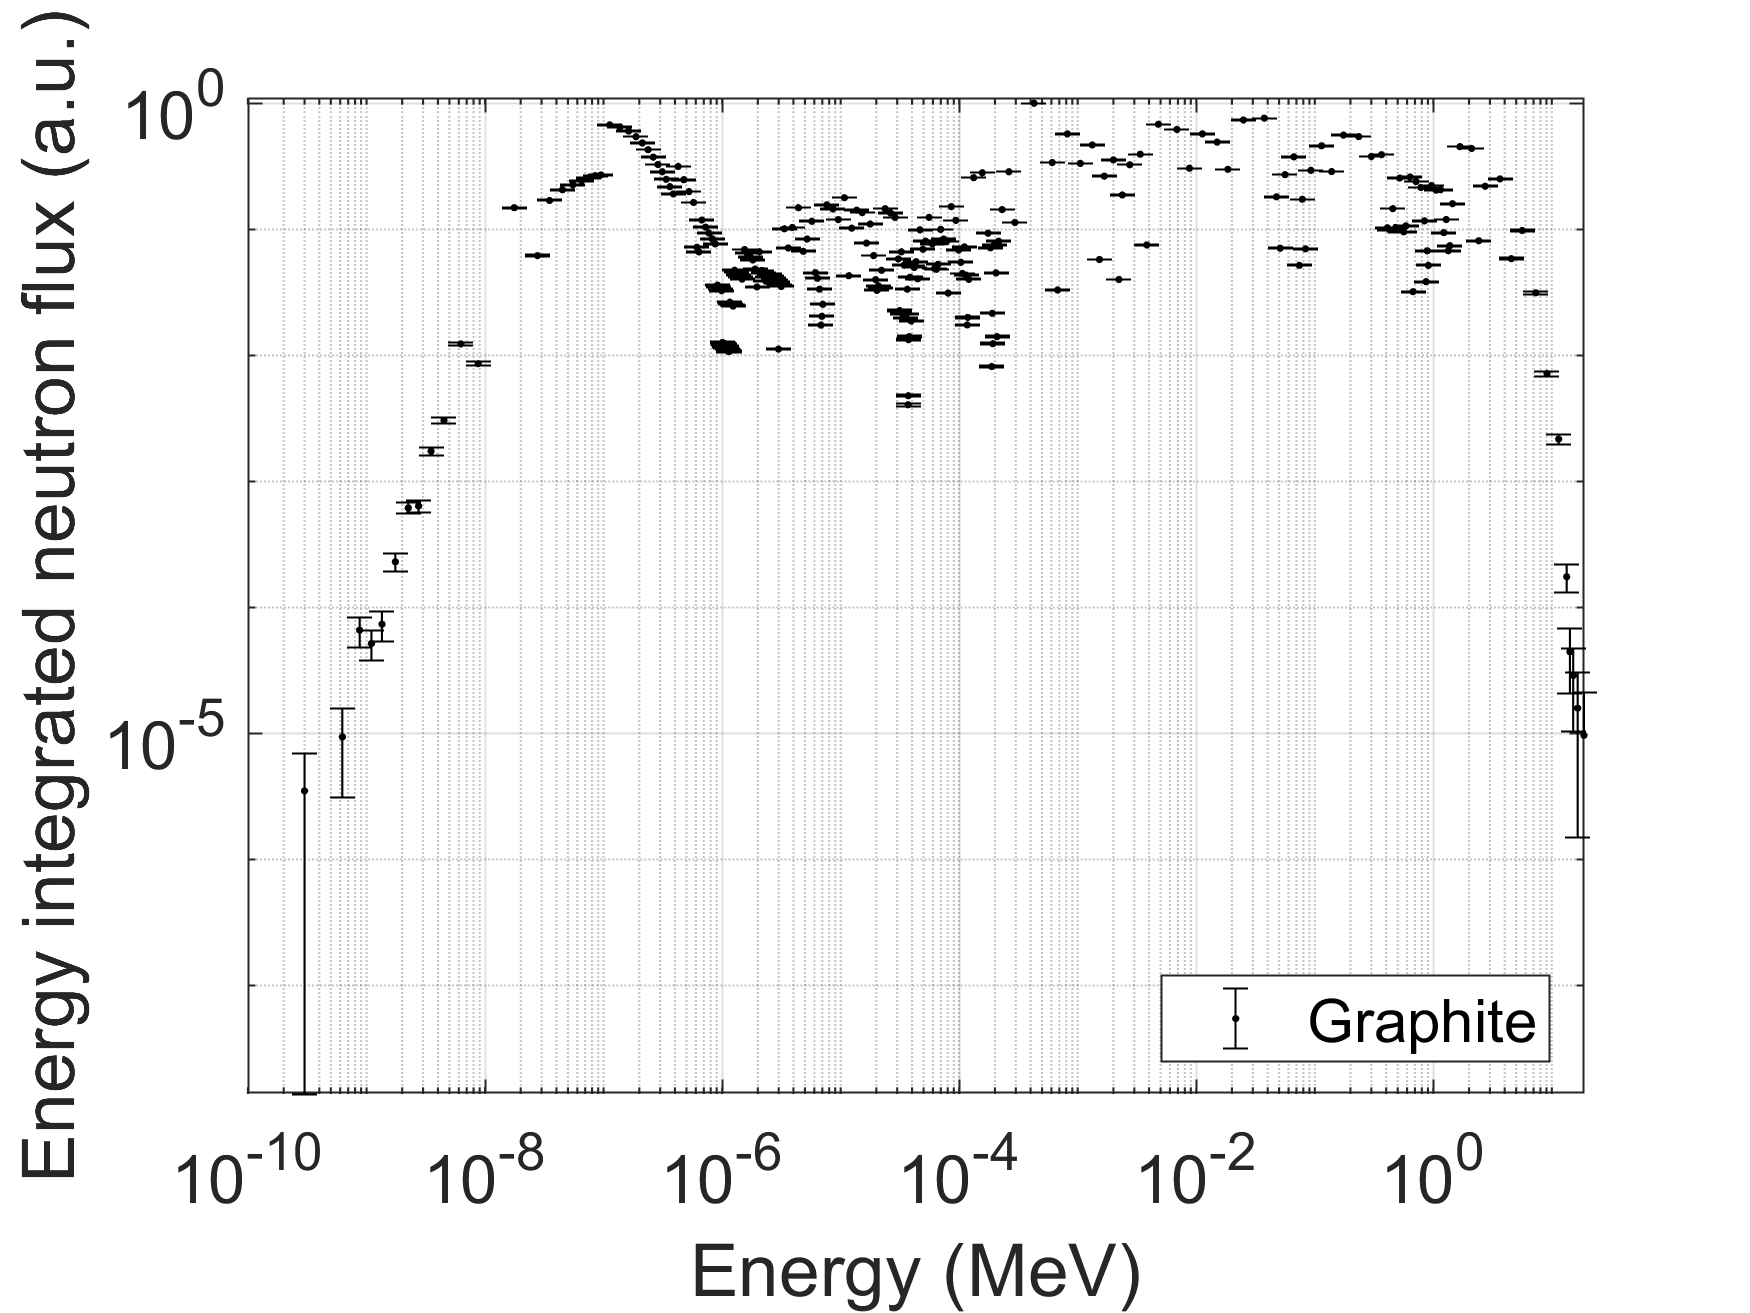 Energy integrated neutron flux (a.u.)
10^0
10^-5
10^-10 10^-8 10^-6 10^-4 10^-2 10^0
Energy (MeV)
Graphite